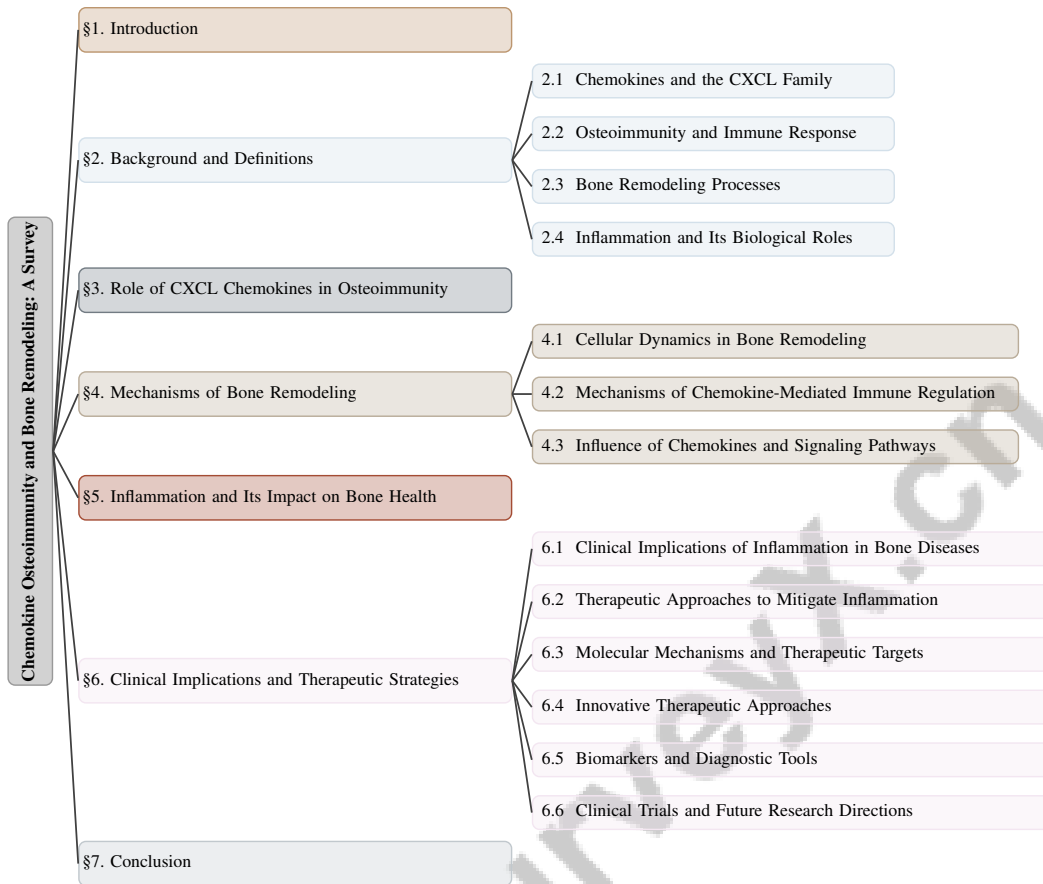 Chemokine Osteoimmunity and Bone Remodeling: A Survey
§1. Introduction
§2. Background and Definitions
2.1 Chemokines and the CXCL Family
2.2 Osteoimmunity and Immune Response
2.3 Bone Remodeling Processes
2.4 Inflammation and Its Biological Roles
§3. Role of CXCL Chemokines in Osteoimmunity
§4. Mechanisms of Bone Remodeling
4.1 Cellular Dynamics in Bone Remodeling
4.2 Mechanisms of Chemokine-Mediated Immune Regulation
4.3 Influence of Chemokines and Signaling Pathways
§5. Inflammation and Its Impact on Bone Health
§6. Clinical Implications and Therapeutic Strategies
6.1 Clinical Implications of Inflammation in Bone Diseases
6.2 Therapeutic Approaches to Mitigate Inflammation
6.3 Molecular Mechanisms and Therapeutic Targets
6.4 Innovative Therapeutic Approaches
6.5 Biomarkers and Diagnostic Tools
6.6 Clinical Trials and Future Research Directions
§7. Conclusion
urveyx.cn